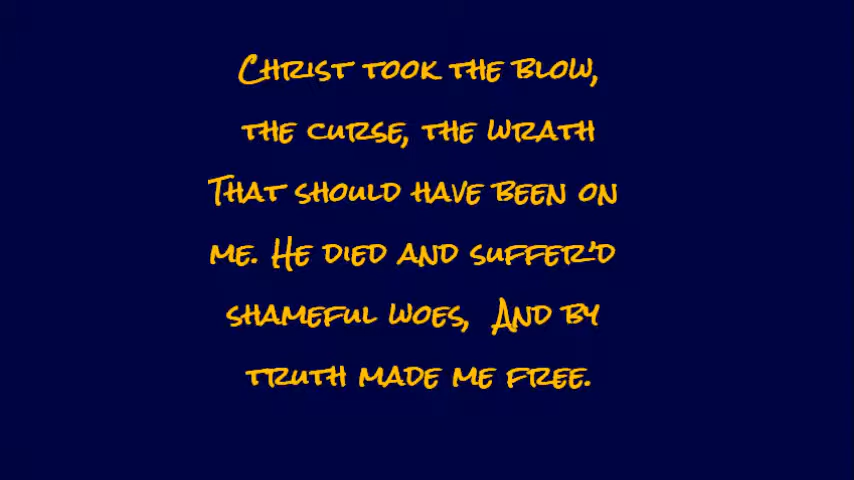 Christ took the blow,
the curse, the wrath
That should have been on
me. He died and suffer'd
shameful woes, And by
truth made me free.